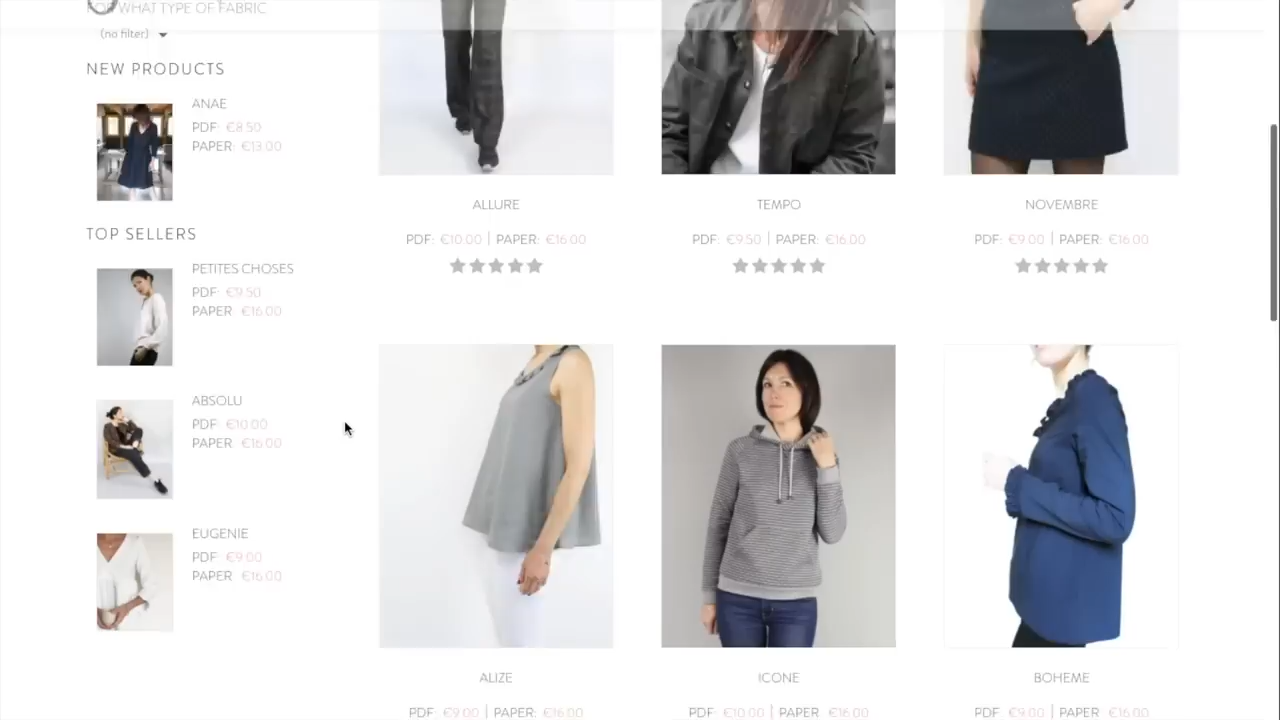 FOR WHAT TYPE OF FABRIC
(no filter)
NEW PRODUCTS
ANAE
PDF: €8.50
PAPER: €13.00
TOP SELLERS
PETITES CHOSES
PDF: €9.50
PAPER: €16.00
ABSOLU
PDF: €10.00
PAPER: €16.00
EUGENIE
PDF: €9.00
PAPER: €16.00
ALLURE
PDF: €10.00 | PAPER: €16.00
TEMPO
PDF: €9.50 | PAPER: €16.00
NOVEMBRE
PDF: €9.00 | PAPER: €16.00
ALIZE
PDF: €9.00 | PAPER: €16.00
ICONE
PDF: €10.00 | PAPER: €16.00
BOHEME
PDF: €9.00 | PAPER: €16.00